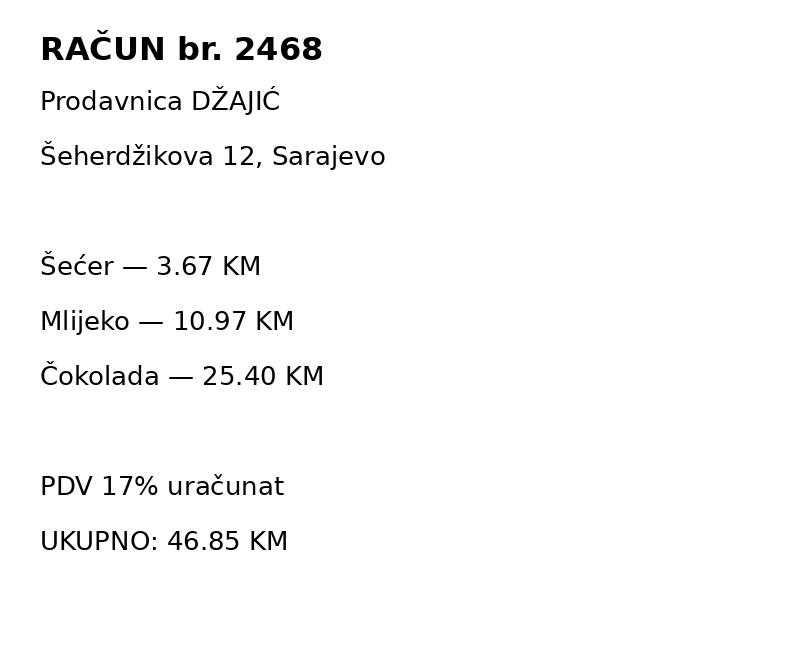 RAČUN br. 2468
Prodavnica DŽAJIĆ
Šeherdžikova 12, Sarajevo
Šećer — 3.67 KM
Mlijeko — 10.97 KM
Čokolada — 25.40 KM
PDV 17% uračunat
UKUPNO: 46.85 KM